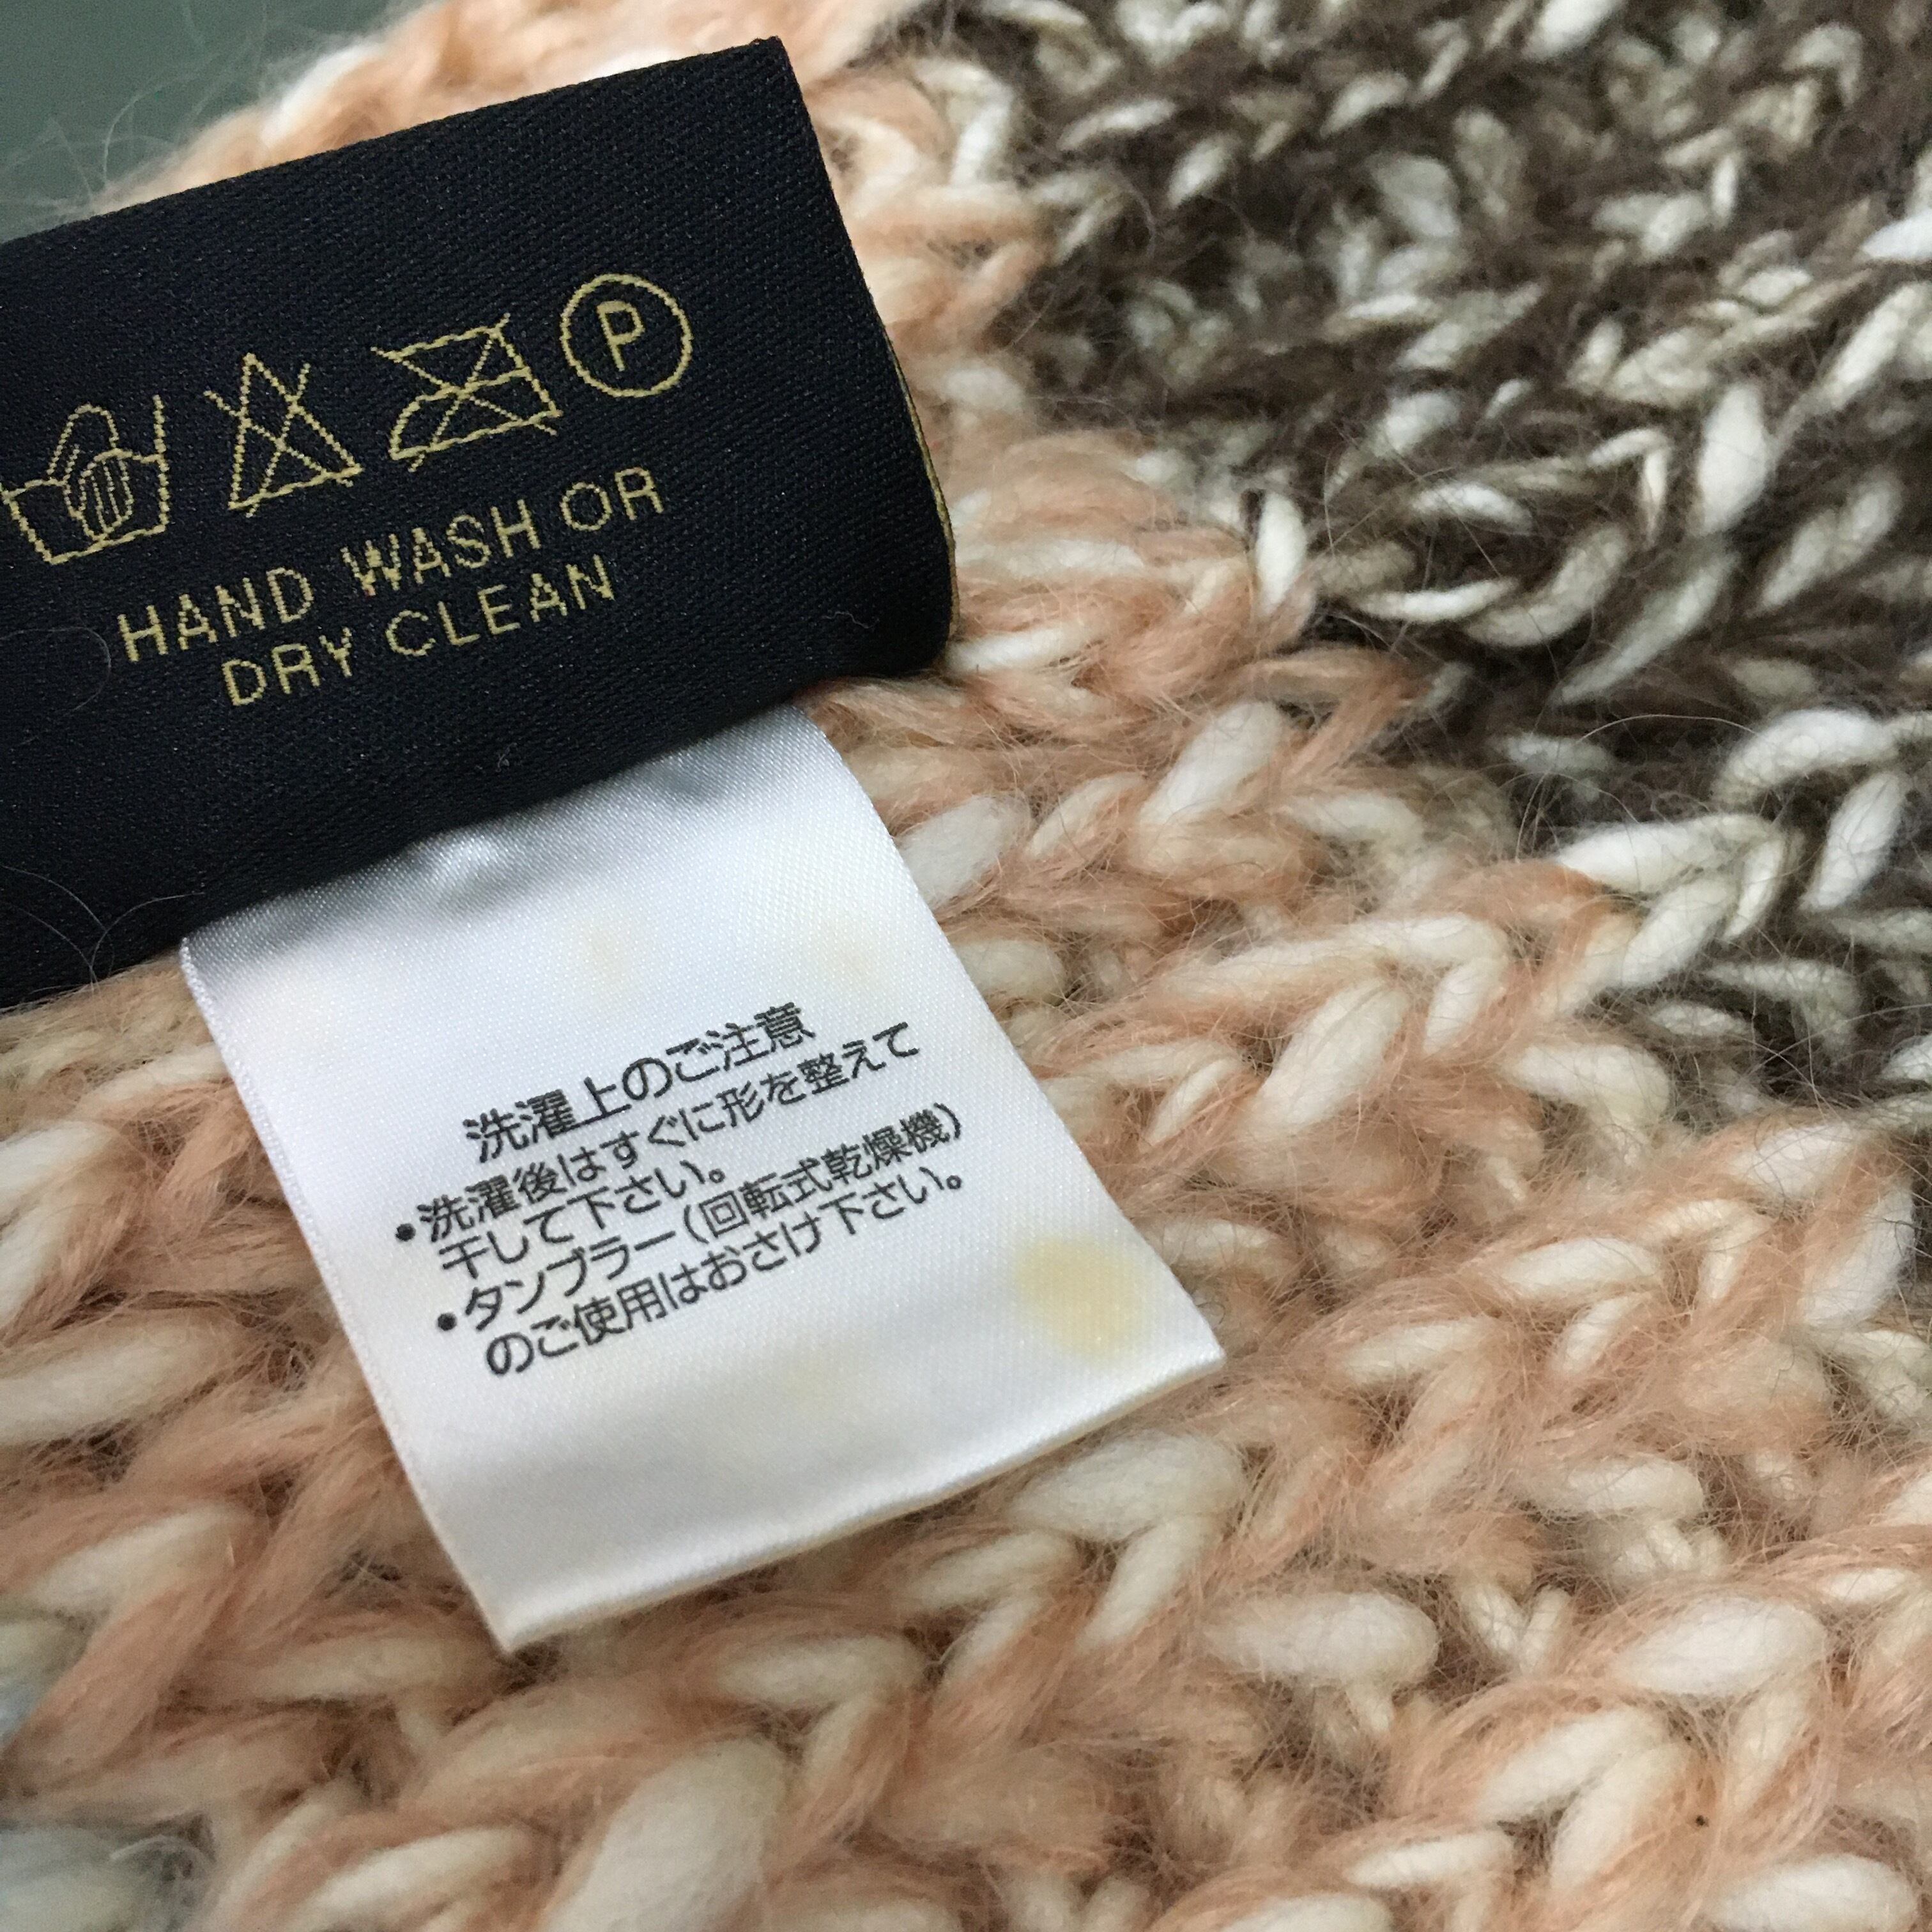 P
HAND WASH OR
DRY CLEAN
洗濯上のご注意
・洗濯後はすぐに形を整えて
干して下さい。
・タンブラー(回転式乾燥機)
のご使用はおさけ下さい。